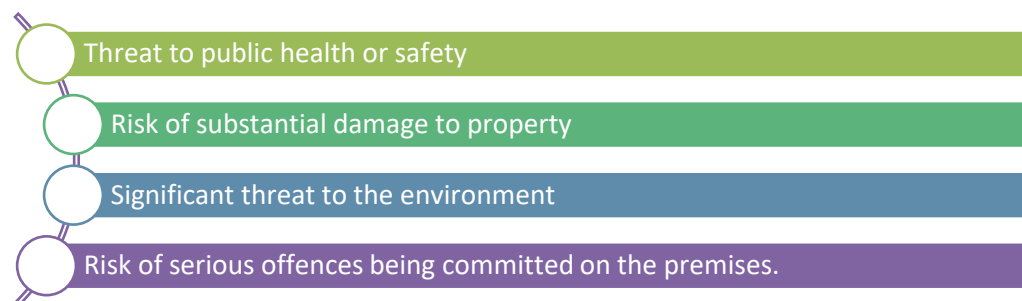 Threat to public health or safety
Risk of substantial damage to property
Significant threat to the environment
Risk of serious offences being committed on the premises.